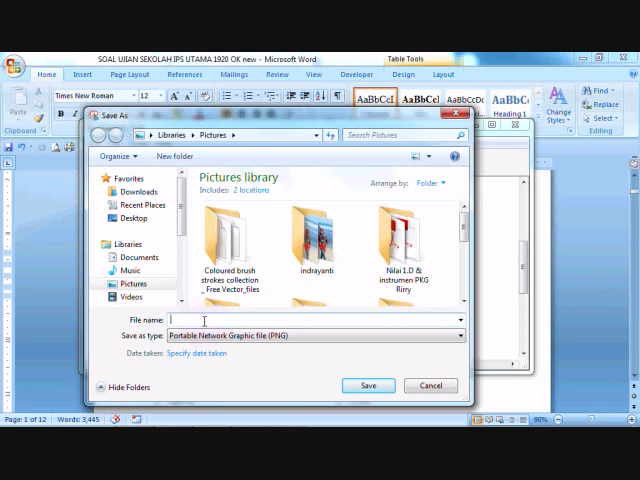 SOAL UJIAN SEKOLAH IPS UTAMA 1920 OK new - Microsoft Word
Table Tools
Home Insert Page Layout References Mailings Review View Developer Design Layout
Times New Roman 12
Paste
Clipboard
AaBbCcI AaBbCc AaBbCcDc AaBbC
Heading 1
Change Styles
Find
Replace
Select
Editing
Save As
Libraries Pictures
Search Pictures
Organize New folder
Favorites
Downloads
Recent Places
Desktop
Libraries
Documents
Music
Pictures
Videos
Pictures library
Includes: 2 locations
Arrange by: Folder
Coloured brush
strokes collection
_ Free Vector_files
indrayanti
Nilai 1.D &
instrumen PKG
Rirry
File name:
Save as type: Portable Network Graphic file (PNG)
Date taken: Specify date taken
Hide Folders
Save Cancel
Page: 1 of 12 Words: 3,445
90%